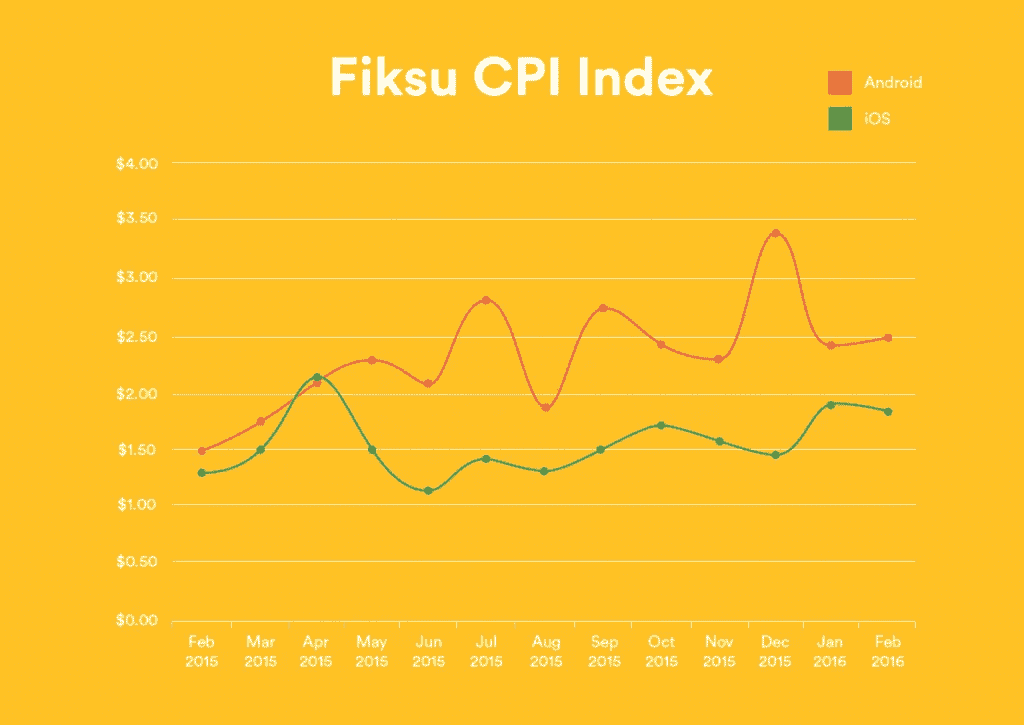 Fiksu CPI Index
Android
iOS
$4.00
$3.50
$3.00
$2.50
$2.00
$1.50
$1.00
$0.50
$0.00
Feb Mar Apr May Jun Jul Aug Sep Oct Nov Dec Jan Feb
2015 2015 2015 2015 2015 2015 2015 2015 2015 2015 2015 2016 2016